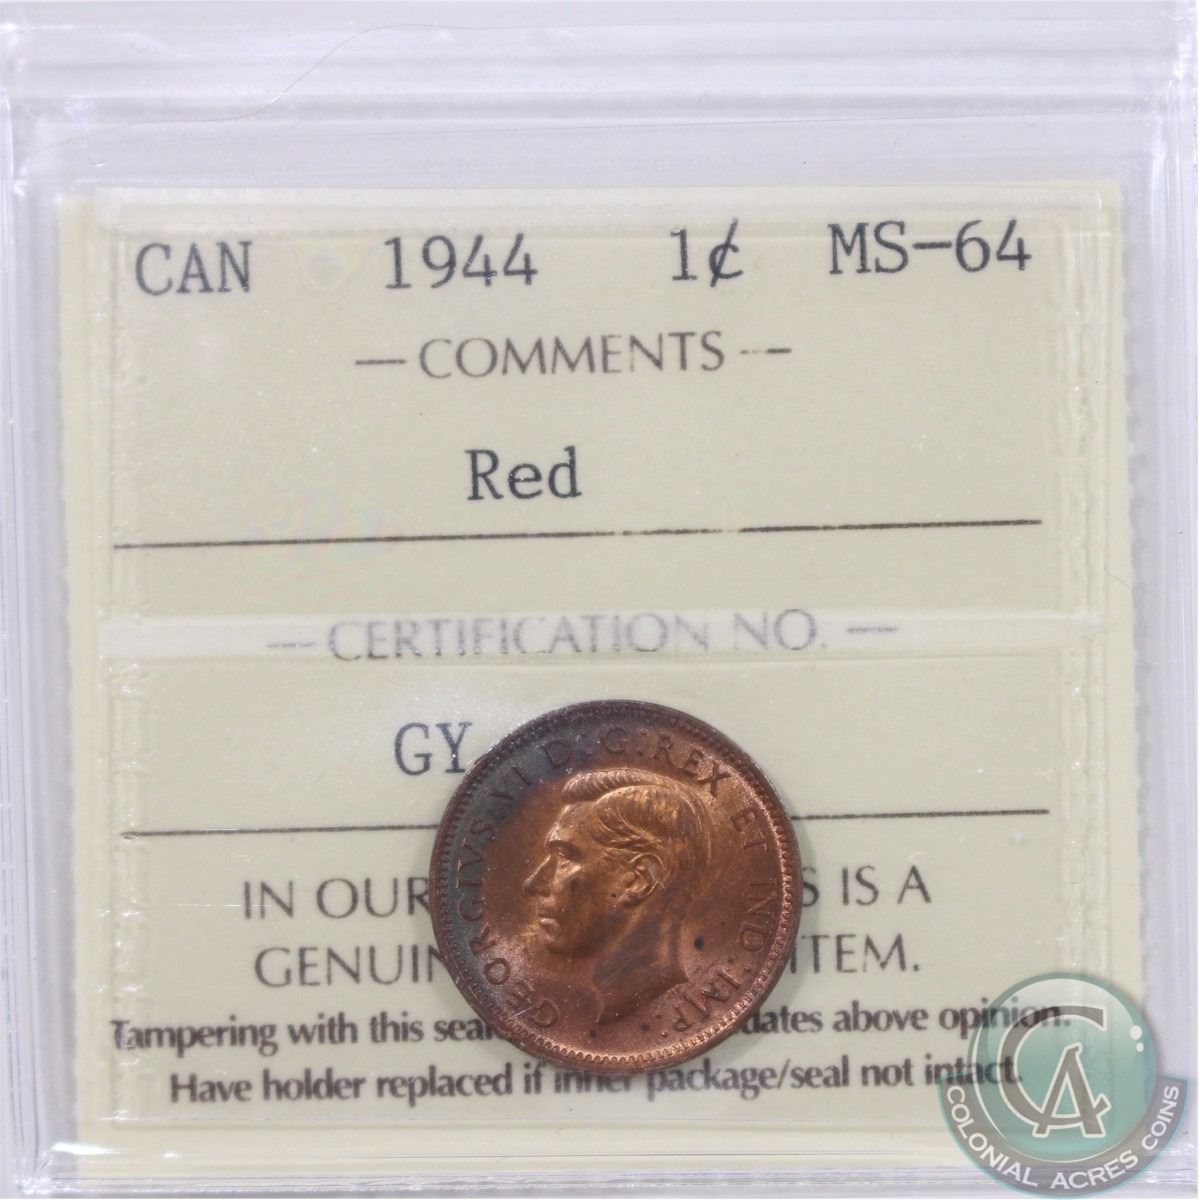 CAN 1944 1¢ MS-64
— COMMENTS —
Red
— CERTIFICATION NO. —
GY
GEORGIVS VI D:G:REX ET IND:IMP:
IN OUR S IS A
GENUIN ITEM.
Tampering with this seal dates above opinion.
Have holder replaced if inner package/seal not intact.
CA
COLONIAL ACRES COINS